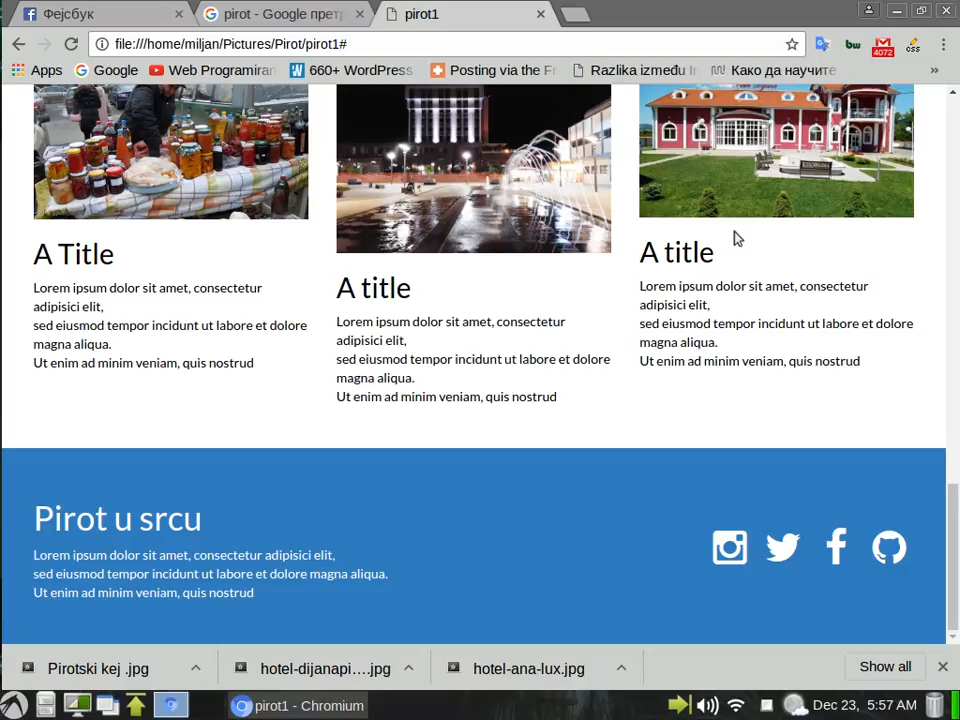 Фејсбук
pirot - Google претр
pirot1
file:///home/miljan/Pictures/Pirot/pirot1#
4072
css
Apps
Google
Web Programiran
660+ WordPress
Posting via the Fr
Razlika između
Како да научите
»
A Title
Lorem ipsum dolor sit amet, consectetur
adipisici elit,
sed eiusmod tempor incidunt ut labore et dolore
magna aliqua.
Ut enim ad minim veniam, quis nostrud
A title
Lorem ipsum dolor sit amet, consectetur
adipisici elit,
sed eiusmod tempor incidunt ut labore et dolore
magna aliqua.
Ut enim ad minim veniam, quis nostrud
A title
Lorem ipsum dolor sit amet, consectetur
adipisici elit,
sed eiusmod tempor incidunt ut labore et dolore
magna aliqua.
Ut enim ad minim veniam, quis nostrud
Pirot u srcu
Lorem ipsum dolor sit amet, consectetur adipisici elit,
sed eiusmod tempor incidunt ut labore et dolore magna aliqua.
Ut enim ad minim veniam, quis nostrud
Pirotski kej .jpg
hotel-dijanapi....jpg
hotel-ana-lux.jpg
Show all
pirot1 - Chromium
Dec 23, 5:57 AM